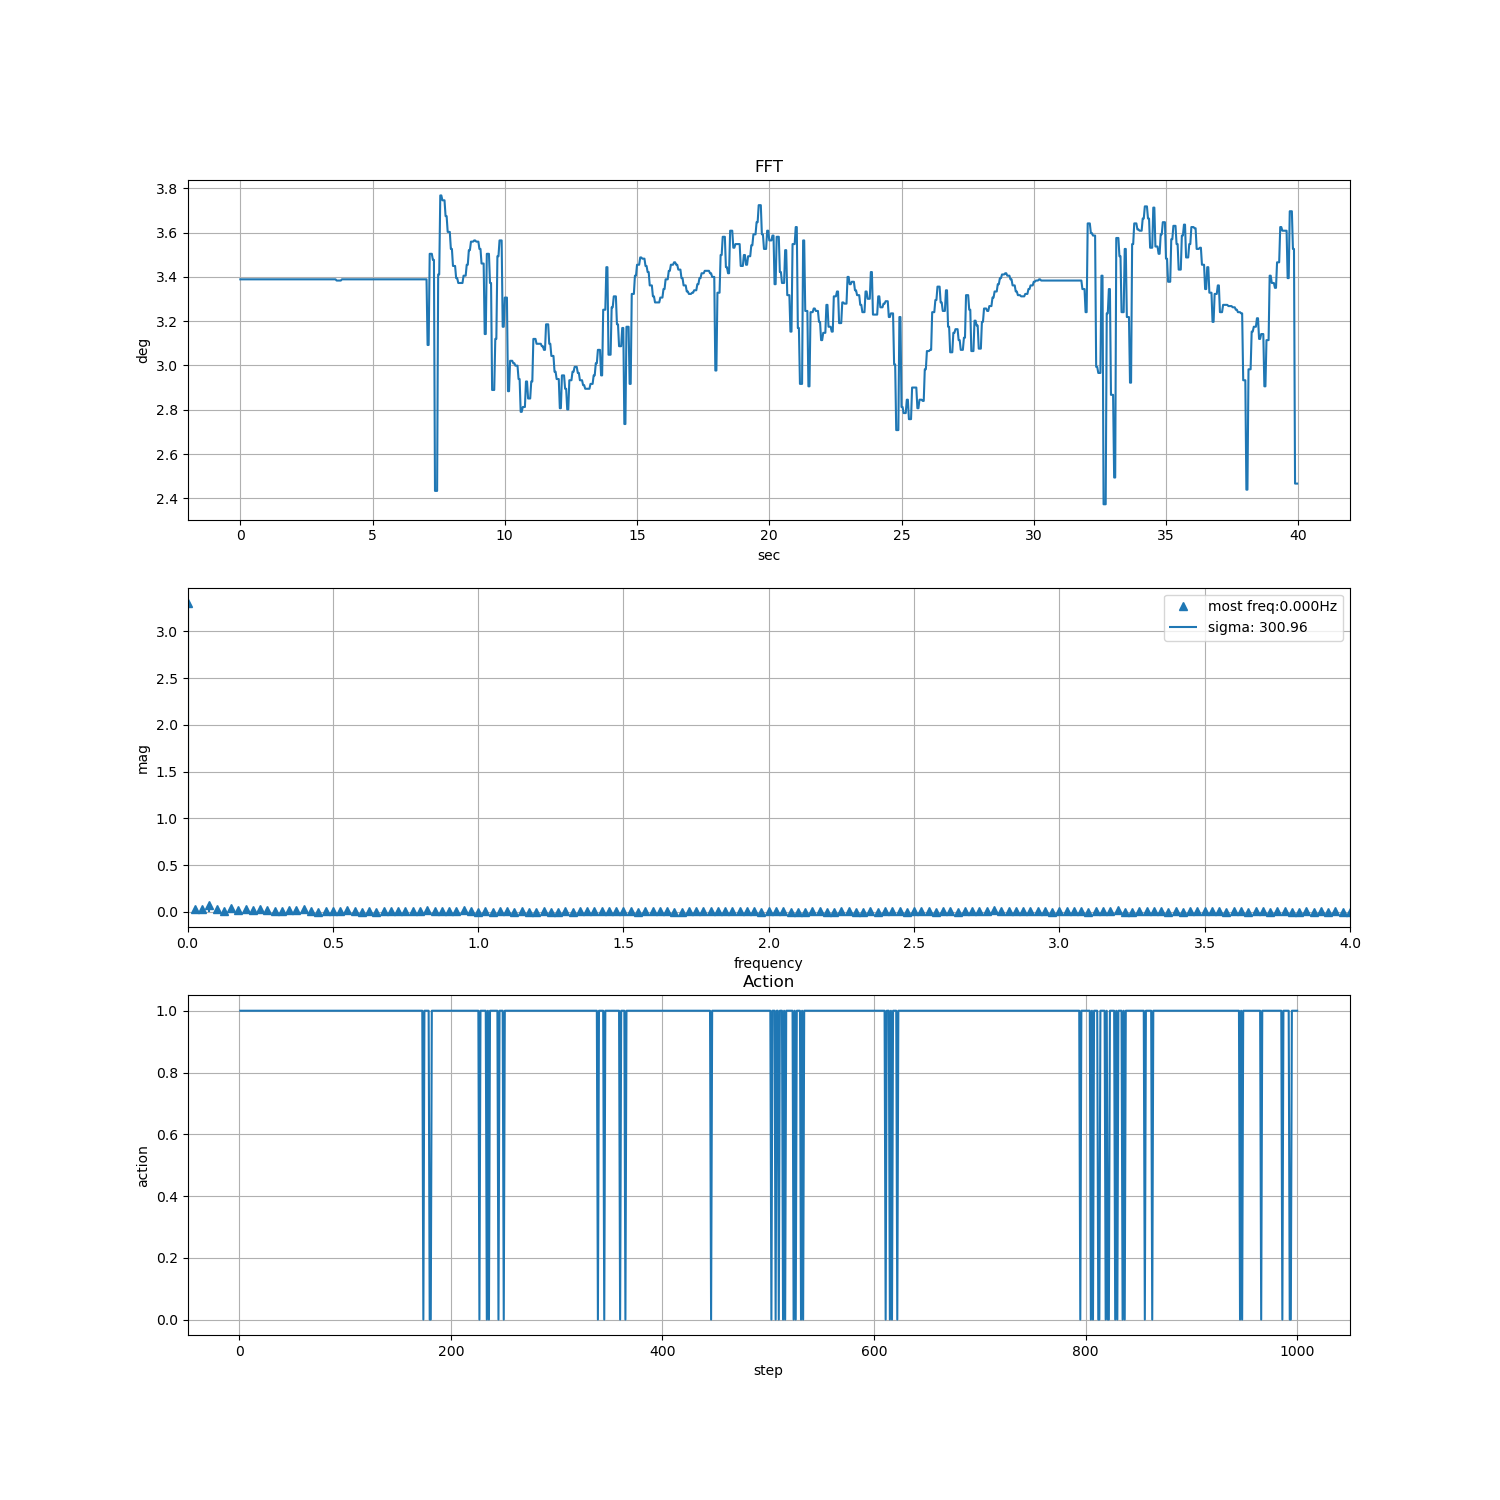 FFT
3.8
3.6
3.4
3.2
3.0
2.8
2.6
2.4
deg
0 5 10 15 20 25 30 35 40
sec
most freq:0.000Hz
sigma: 300.96
3.0
2.5
2.0
1.5
1.0
0.5
0.0
mag
0.0 0.5 1.0 1.5 2.0 2.5 3.0 3.5 4.0
frequency
Action
1.0
0.8
0.6
0.4
0.2
0.0
action
0 200 400 600 800 1000
step